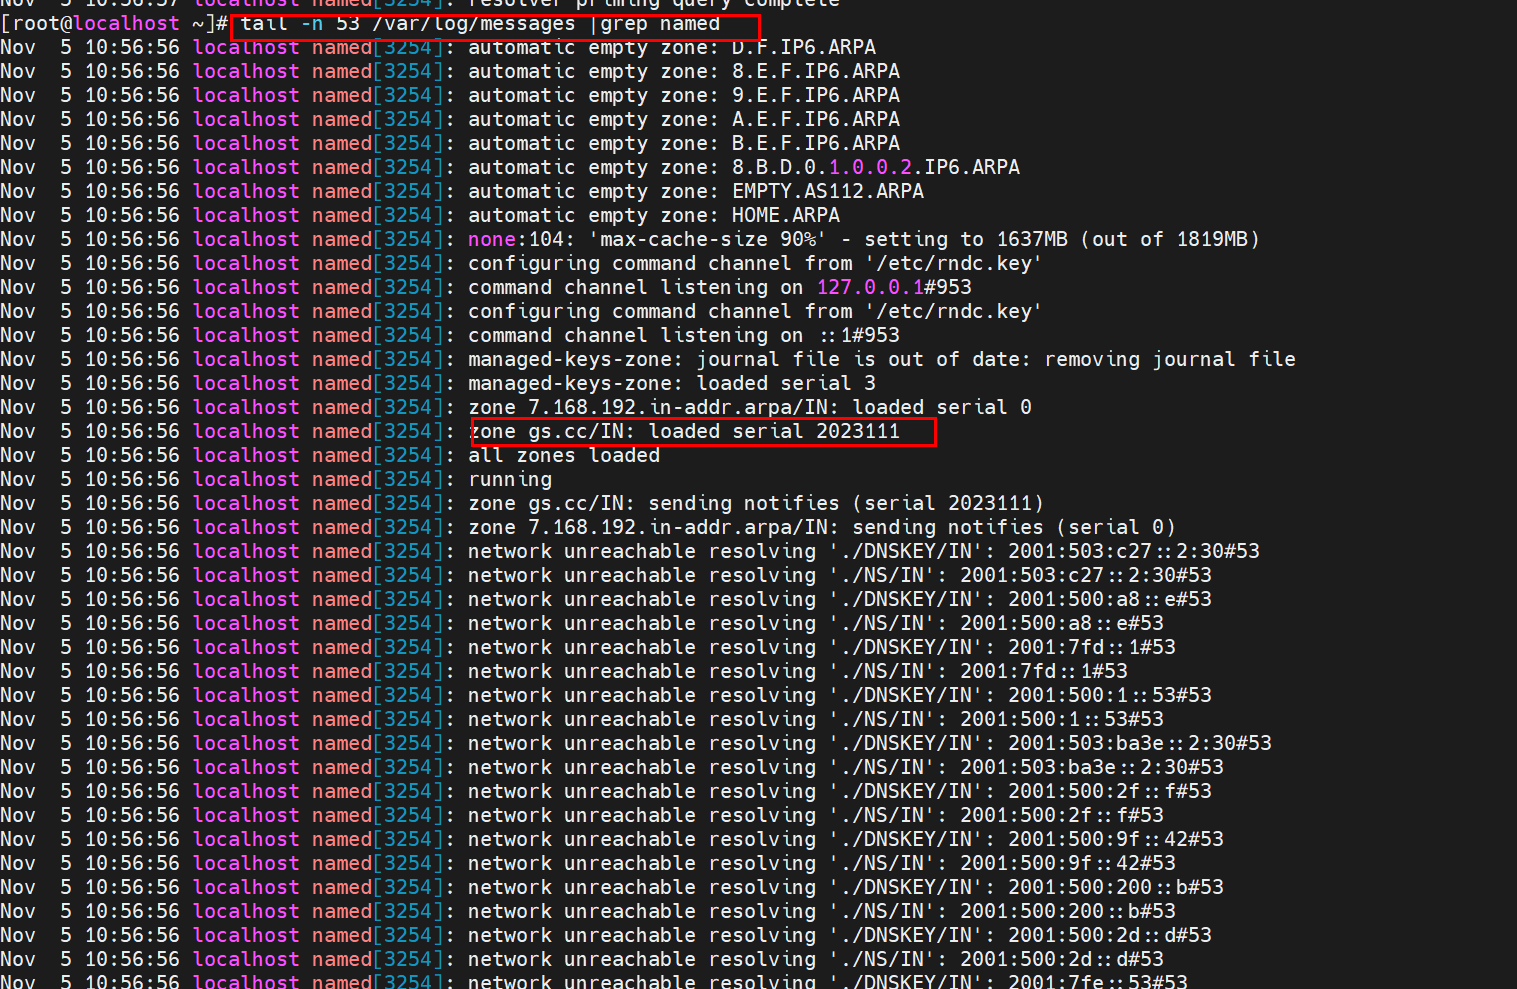 resolver priming query complete
[root@localhost ~]# tail -n 53 /var/log/messages |grep named
Nov  5 10:56:56 localhost named[3254]: automatic empty zone: D.F.IP6.ARPA
Nov  5 10:56:56 localhost named[3254]: automatic empty zone: 8.E.F.IP6.ARPA
Nov  5 10:56:56 localhost named[3254]: automatic empty zone: 9.E.F.IP6.ARPA
Nov  5 10:56:56 localhost named[3254]: automatic empty zone: A.E.F.IP6.ARPA
Nov  5 10:56:56 localhost named[3254]: automatic empty zone: B.E.F.IP6.ARPA
Nov  5 10:56:56 localhost named[3254]: automatic empty zone: 8.B.D.0.1.0.0.2.IP6.ARPA
Nov  5 10:56:56 localhost named[3254]: automatic empty zone: EMPTY.AS112.ARPA
Nov  5 10:56:56 localhost named[3254]: automatic empty zone: HOME.ARPA
Nov  5 10:56:56 localhost named[3254]: none:104: 'max-cache-size 90%' - setting to 1637MB (out of 1819MB)
Nov  5 10:56:56 localhost named[3254]: configuring command channel from '/etc/rndc.key'
Nov  5 10:56:56 localhost named[3254]: command channel listening on 127.0.0.1#953
Nov  5 10:56:56 localhost named[3254]: configuring command channel from '/etc/rndc.key'
Nov  5 10:56:56 localhost named[3254]: command channel listening on ::1#953
Nov  5 10:56:56 localhost named[3254]: managed-keys-zone: journal file is out of date: removing journal file
Nov  5 10:56:56 localhost named[3254]: managed-keys-zone: loaded serial 3
Nov  5 10:56:56 localhost named[3254]: zone 7.168.192.in-addr.arpa/IN: loaded serial 0
Nov  5 10:56:56 localhost named[3254]: zone gs.cc/IN: loaded serial 2023111
Nov  5 10:56:56 localhost named[3254]: all zones loaded
Nov  5 10:56:56 localhost named[3254]: running
Nov  5 10:56:56 localhost named[3254]: zone gs.cc/IN: sending notifies (serial 2023111)
Nov  5 10:56:56 localhost named[3254]: zone 7.168.192.in-addr.arpa/IN: sending notifies (serial 0)
Nov  5 10:56:56 localhost named[3254]: network unreachable resolving './DNSKEY/IN': 2001:503:c27::2:30#53
Nov  5 10:56:56 localhost named[3254]: network unreachable resolving './NS/IN': 2001:503:c27::2:30#53
Nov  5 10:56:56 localhost named[3254]: network unreachable resolving './DNSKEY/IN': 2001:500:a8::e#53
Nov  5 10:56:56 localhost named[3254]: network unreachable resolving './NS/IN': 2001:500:a8::e#53
Nov  5 10:56:56 localhost named[3254]: network unreachable resolving './DNSKEY/IN': 2001:7fd::1#53
Nov  5 10:56:56 localhost named[3254]: network unreachable resolving './NS/IN': 2001:7fd::1#53
Nov  5 10:56:56 localhost named[3254]: network unreachable resolving './DNSKEY/IN': 2001:500:1::53#53
Nov  5 10:56:56 localhost named[3254]: network unreachable resolving './NS/IN': 2001:500:1::53#53
Nov  5 10:56:56 localhost named[3254]: network unreachable resolving './DNSKEY/IN': 2001:503:ba3e::2:30#53
Nov  5 10:56:56 localhost named[3254]: network unreachable resolving './NS/IN': 2001:503:ba3e::2:30#53
Nov  5 10:56:56 localhost named[3254]: network unreachable resolving './DNSKEY/IN': 2001:500:2f::f#53
Nov  5 10:56:56 localhost named[3254]: network unreachable resolving './NS/IN': 2001:500:2f::f#53
Nov  5 10:56:56 localhost named[3254]: network unreachable resolving './DNSKEY/IN': 2001:500:9f::42#53
Nov  5 10:56:56 localhost named[3254]: network unreachable resolving './NS/IN': 2001:500:9f::42#53
Nov  5 10:56:56 localhost named[3254]: network unreachable resolving './DNSKEY/IN': 2001:500:200::b#53
Nov  5 10:56:56 localhost named[3254]: network unreachable resolving './NS/IN': 2001:500:200::b#53
Nov  5 10:56:56 localhost named[3254]: network unreachable resolving './DNSKEY/IN': 2001:500:2d::d#53
Nov  5 10:56:56 localhost named[3254]: network unreachable resolving './NS/IN': 2001:500:2d::d#53
Nov  5 10:56:56 localhost named[3254]: network unreachable resolving './DNSKEY/IN': 2001:7fe::53#53